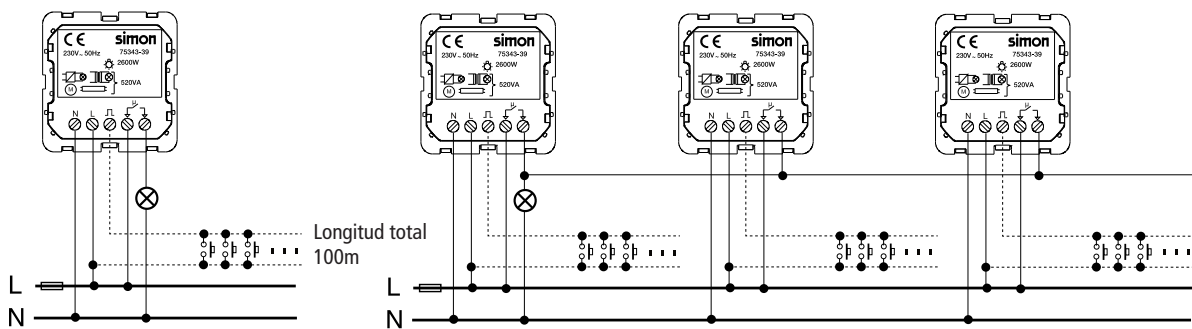 CE simon
230V~ 50Hz 75343-39
2600W
520VA
M
N L μ
Longitud total
100m
L
N
CE simon
230V~ 50Hz 75343-39
2600W
520VA
M
N L μ
CE simon
230V~ 50Hz 75343-39
2600W
520VA
M
N L μ
CE simon
230V~ 50Hz 75343-39
2600W
520VA
M
N L μ
L
N